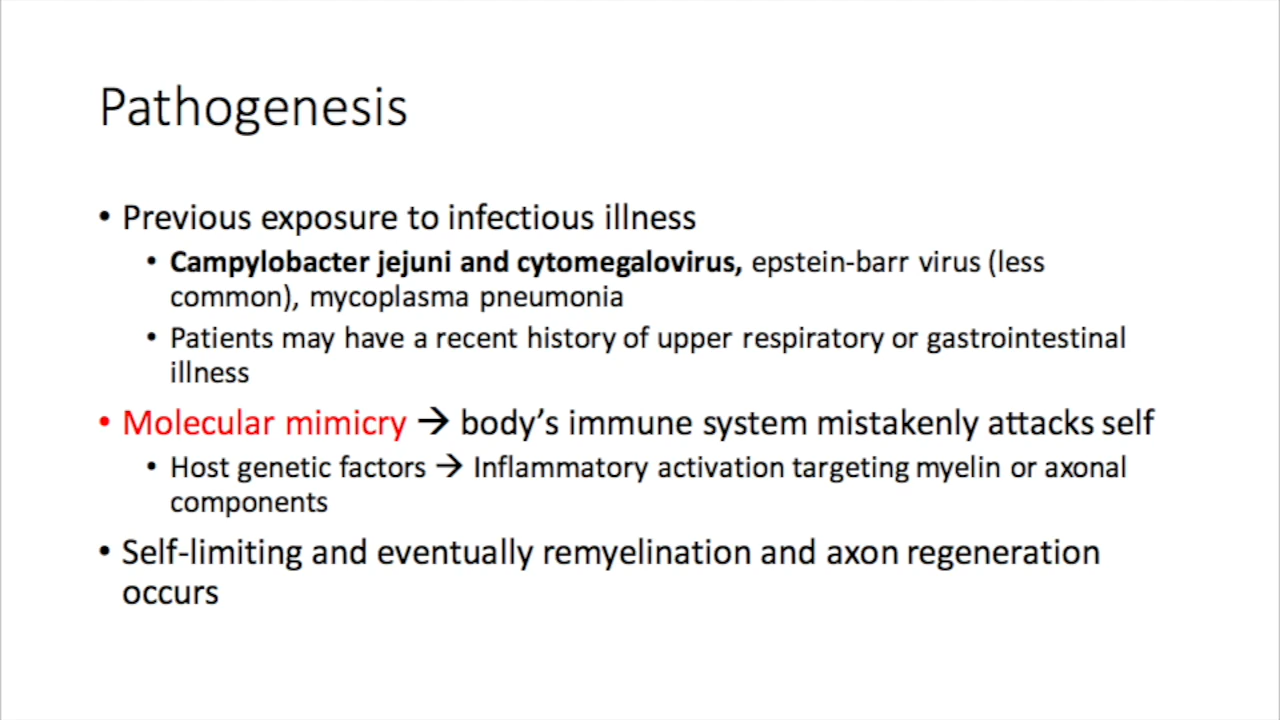 Pathogenesis
• Previous exposure to infectious illness
• Campylobacter jejuni and cytomegalovirus, epstein-barr virus (less
common), mycoplasma pneumonia
• Patients may have a recent history of upper respiratory or gastrointestinal
illness
• Molecular mimicry → body’s immune system mistakenly attacks self
• Host genetic factors → Inflammatory activation targeting myelin or axonal
components
• Self-limiting and eventually remyelination and axon regeneration
occurs